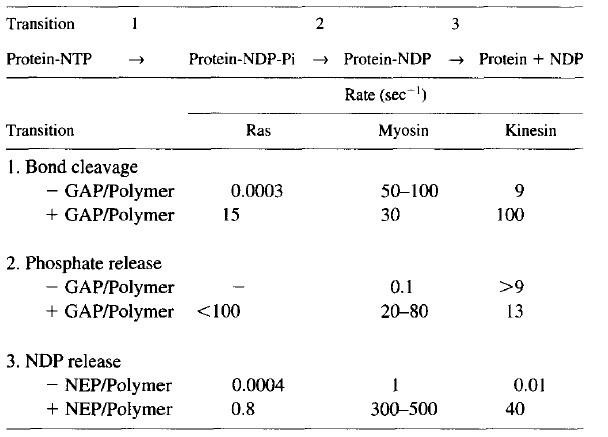 Transition 1 2 3
Protein-NTP → Protein-NDP-Pi → Protein-NDP → Protein + NDP
Rate (sec⁻¹)
Transition Ras Myosin Kinesin
1. Bond cleavage
− GAP/Polymer 0.0003 50–100 9
+ GAP/Polymer 15 30 100
2. Phosphate release
− GAP/Polymer − 0.1 >9
+ GAP/Polymer <100 20–80 13
3. NDP release
− NEP/Polymer 0.0004 1 0.01
+ NEP/Polymer 0.8 300–500 40